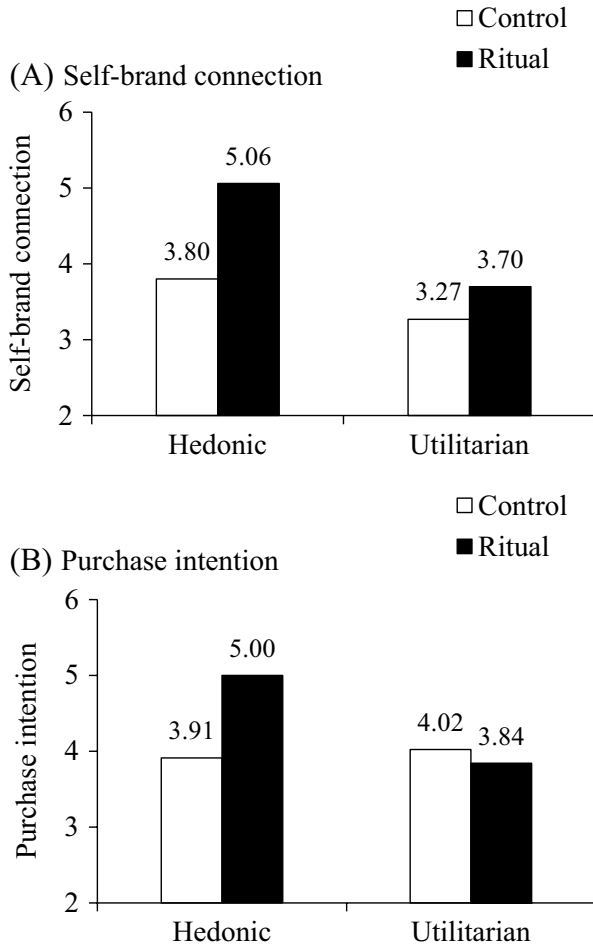 Control
Ritual
(A) Self-brand connection
Self-brand connection
6
5
4
3
2
5.06
3.80
3.70
3.27
Hedonic Utilitarian
Control
Ritual
(B) Purchase intention
Purchase intention
6
5
4
3
2
5.00
3.91
4.02
3.84
Hedonic Utilitarian